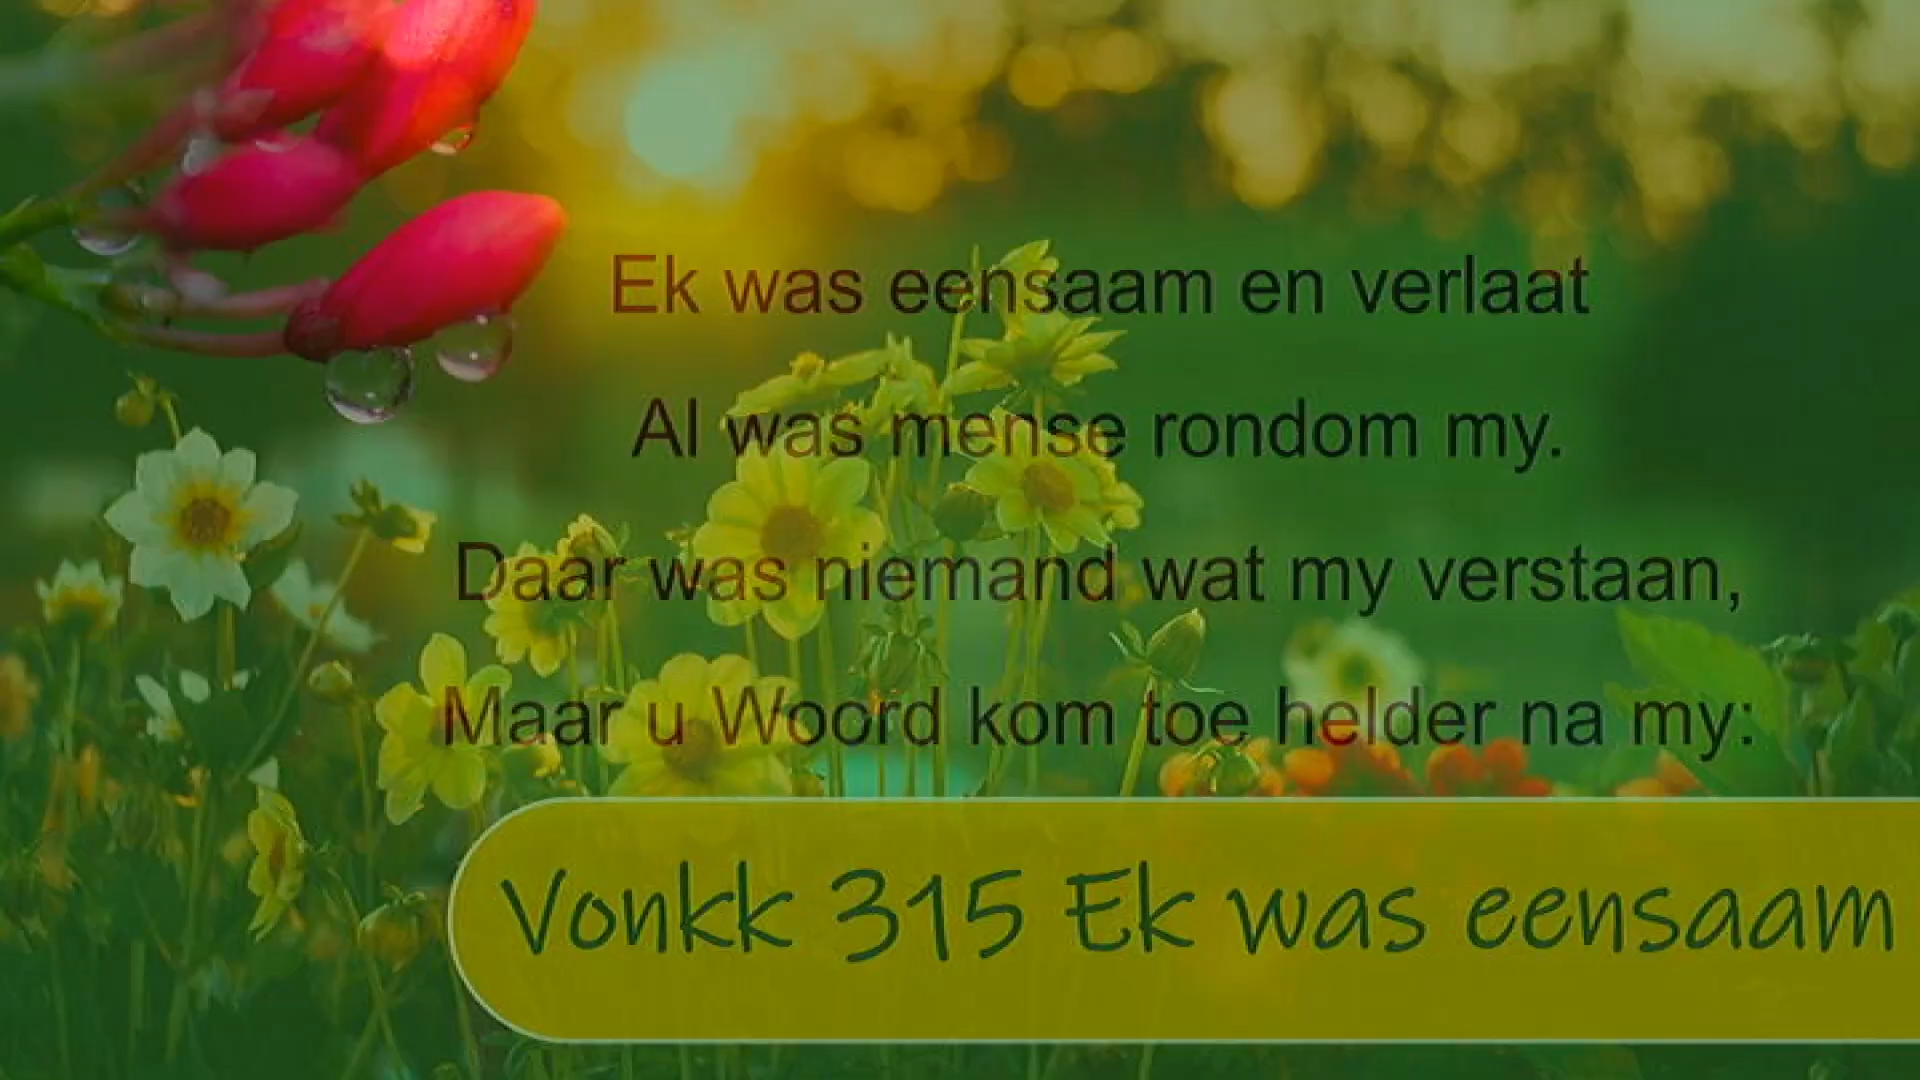 Ek was eensaam en verlaat
Al was mense rondom my.
Daar was niemand wat my verstaan,
Maar u Woord kom toe helder na my:
Vonkk 315 Ek was eensaam